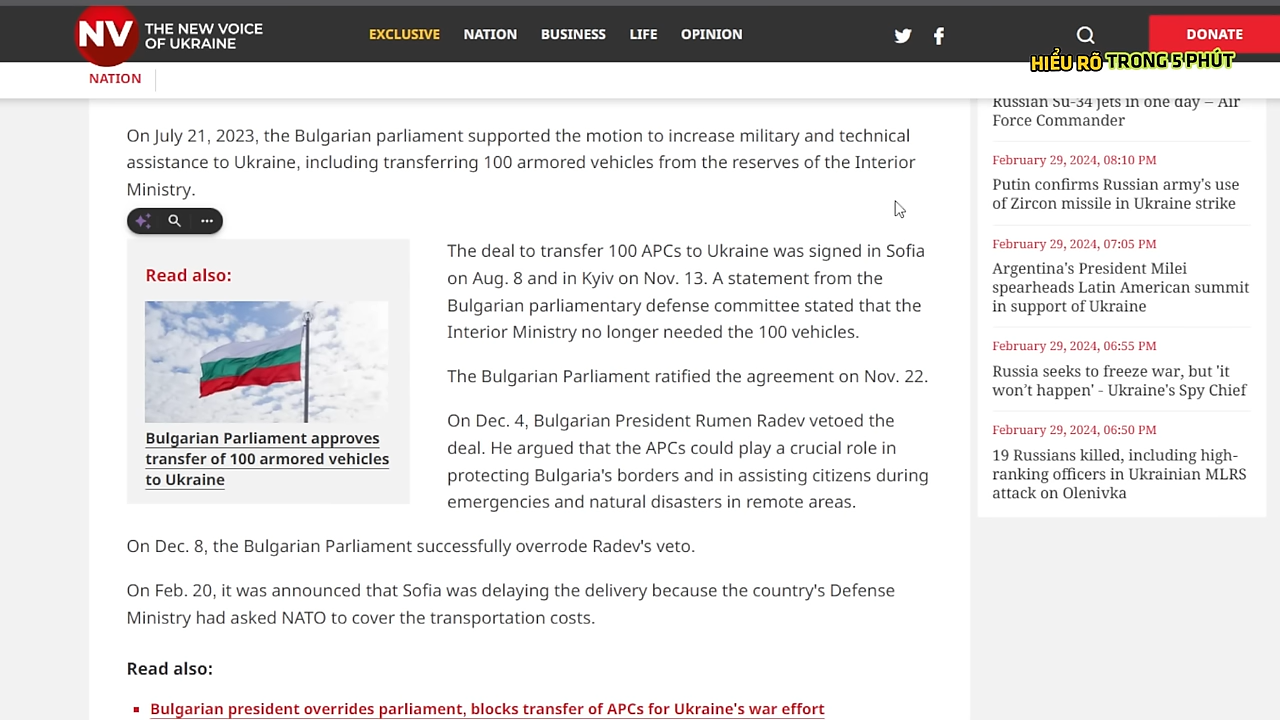 NV
THE NEW VOICE
OF UKRAINE
EXCLUSIVE
NATION
BUSINESS
LIFE
OPINION
DONATE
HIỂU RÕ TRONG 5 PHÚT
NATION
On July 21, 2023, the Bulgarian parliament supported the motion to increase military and technical
assistance to Ukraine, including transferring 100 armored vehicles from the reserves of the Interior
Ministry.
Read also:
Bulgarian Parliament approves
transfer of 100 armored vehicles
to Ukraine
The deal to transfer 100 APCs to Ukraine was signed in Sofia
on Aug. 8 and in Kyiv on Nov. 13. A statement from the
Bulgarian parliamentary defense committee stated that the
Interior Ministry no longer needed the 100 vehicles.
The Bulgarian Parliament ratified the agreement on Nov. 22.
On Dec. 4, Bulgarian President Rumen Radev vetoed the
deal. He argued that the APCs could play a crucial role in
protecting Bulgaria's borders and in assisting citizens during
emergencies and natural disasters in remote areas.
On Dec. 8, the Bulgarian Parliament successfully overrode Radev's veto.
On Feb. 20, it was announced that Sofia was delaying the delivery because the country's Defense
Ministry had asked NATO to cover the transportation costs.
Read also:
Bulgarian president overrides parliament, blocks transfer of APCs for Ukraine's war effort
Russian Su-34 jets in one day – Air
Force Commander
February 29, 2024, 08:10 PM
Putin confirms Russian army's use
of Zircon missile in Ukraine strike
February 29, 2024, 07:05 PM
Argentina's President Milei
spearheads Latin American summit
in support of Ukraine
February 29, 2024, 06:55 PM
Russia seeks to freeze war, but 'it
won't happen' - Ukraine's Spy Chief
February 29, 2024, 06:50 PM
19 Russians killed, including high-
ranking officers in Ukrainian MLRS
attack on Olenivka